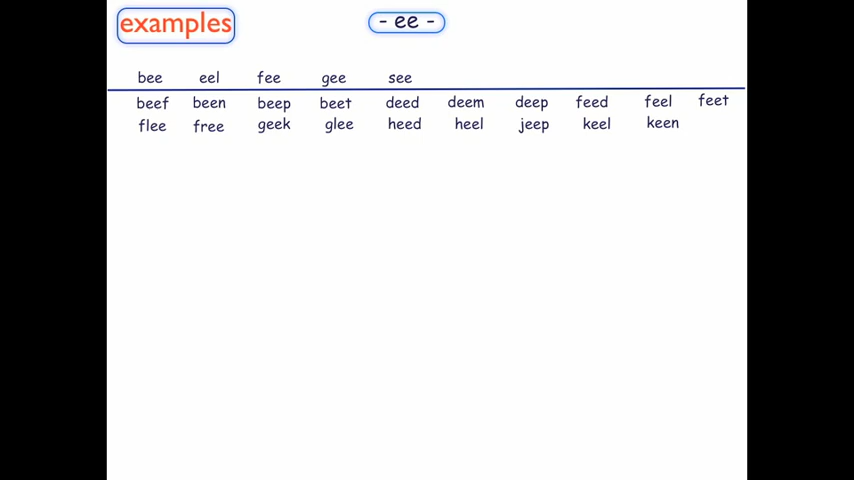 examples
- ee -
bee eel fee gee see
beef been beep beet deed deem deep feed feel feet
flee free geek glee heed heel jeep keel keen